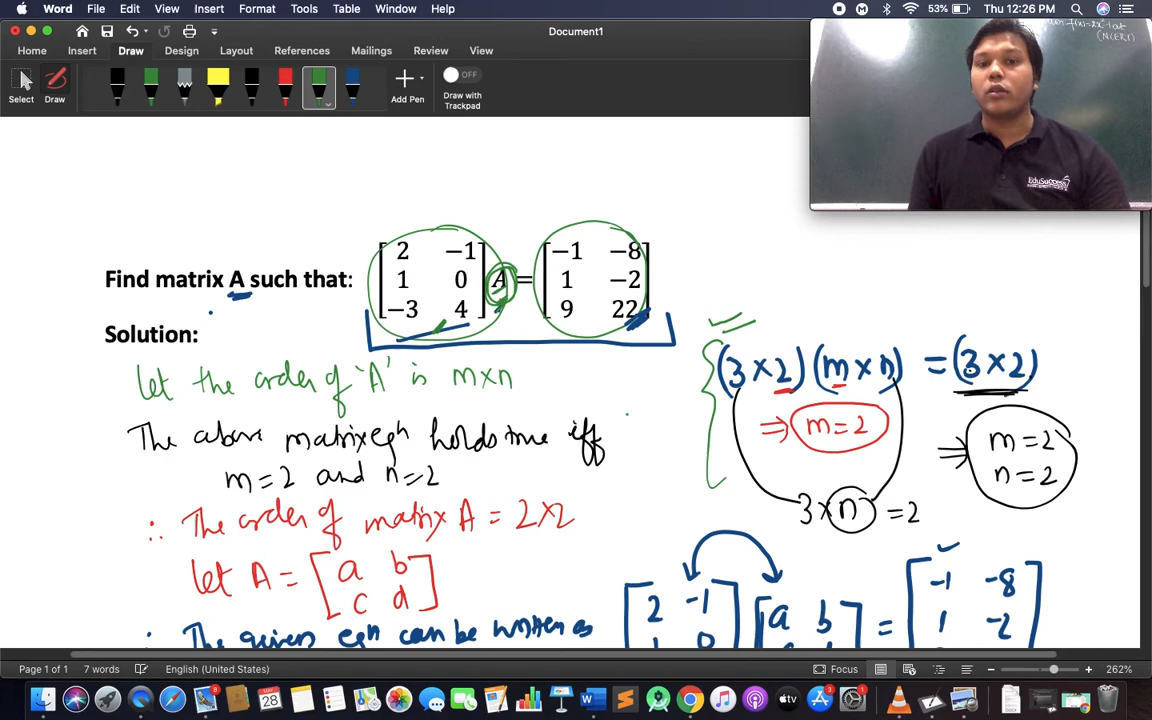 Word File Edit View Insert Format Tools Table Window Help 53% Thu 12:26 PM
Document1
Home Insert Draw Design Layout References Mailings Review View
OFF
Select Draw Add Pen Draw with Trackpad
EduSuccess
Find matrix A such that: [2 −1; 1 0; −3 4] A = [−1 −8; 1 −2; 9 22]
Solution:
let the order of 'A' is m×n
The above matrix eqn holds true iff
m=2 and n=2
∴ The order of matrix A = 2×2
let A = [a b; c d]
∴ The given eqn can be written as
(3×2)(m×n) = (3×2)
⇒ m=2
⇒ m=2
n=2
3×n =2
[2 −1; 1 0 [a b = [−1 −8; 1 −2
Page 1 of 1 7 words English (United States) Focus 262%